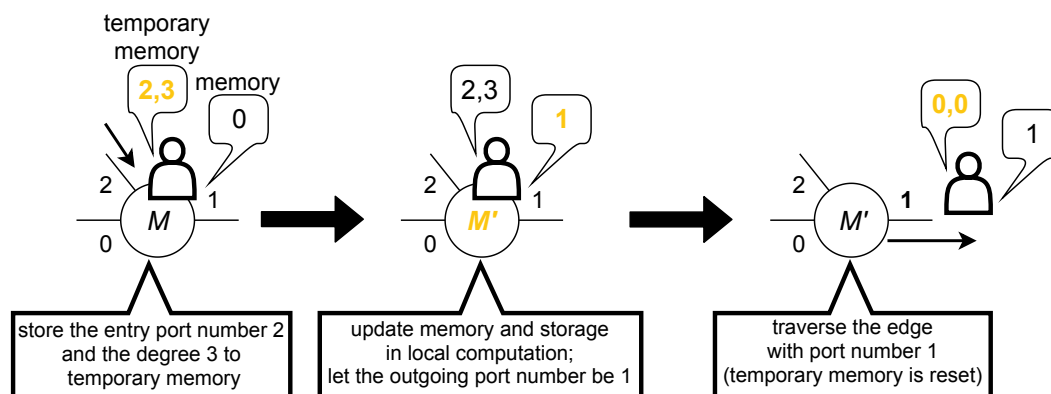 temporary
memory
2,3
memory
0
2
1
M
0
store the entry port number 2
and the degree 3 to
temporary memory
2,3
1
2
1
M'
0
update memory and storage
in local computation;
let the outgoing port number be 1
0,0
1
2
1
M'
0
traverse the edge
with port number 1
(temporary memory is reset)